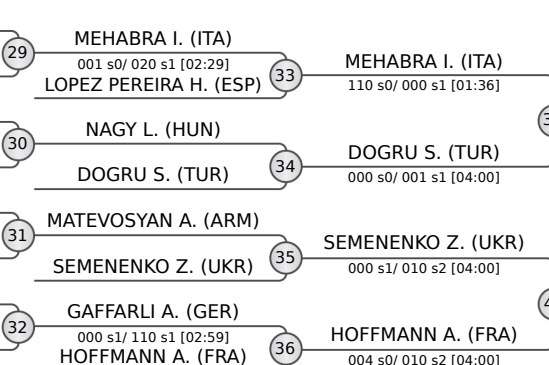 MEHABRA I. (ITA)
29
001 s0/ 020 s1 [02:29]
LOPEZ PEREIRA H. (ESP)
33
MEHABRA I. (ITA)
110 s0/ 000 s1 [01:36]
NAGY L. (HUN)
30
DOGRU S. (TUR)
34
DOGRU S. (TUR)
000 s0/ 001 s1 [04:00]
MATEVOSYAN A. (ARM)
31
SEMENENKO Z. (UKR)
35
SEMENENKO Z. (UKR)
000 s1/ 010 s2 [04:00]
GAFFARLI A. (GER)
32
000 s1/ 110 s1 [02:59]
HOFFMANN A. (FRA)
36
HOFFMANN A. (FRA)
004 s0/ 010 s2 [04:00]